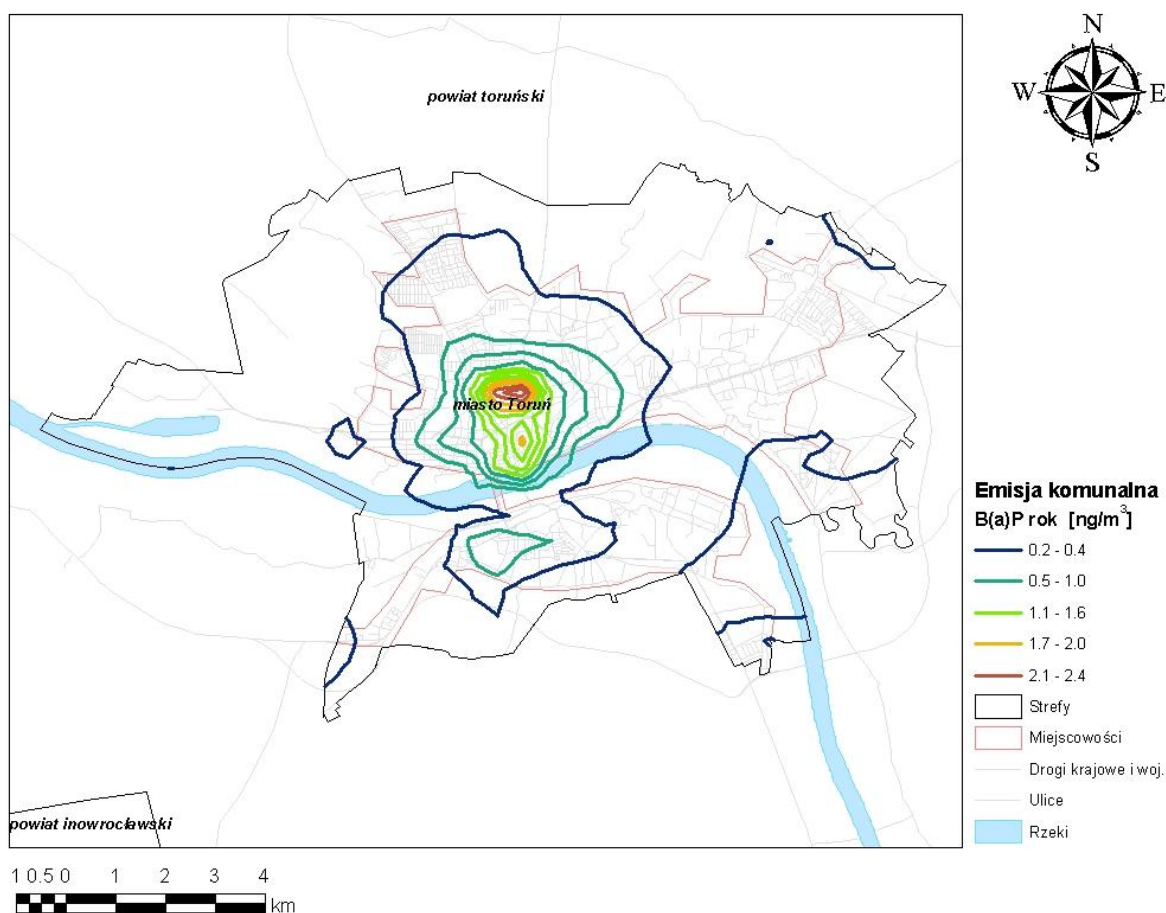 N
W E
S
powiat toruński
miasto Toruń
powiat inowrocławski
Emisja komunalna
B(a)P rok [ng/m³]
0.2 - 0.4
0.5 - 1.0
1.1 - 1.6
1.7 - 2.0
2.1 - 2.4
Strefy
Miejscowości
Drogi krajowe i woj.
Ulice
Rzeki
1 0.5 0 1 2 3 4
km